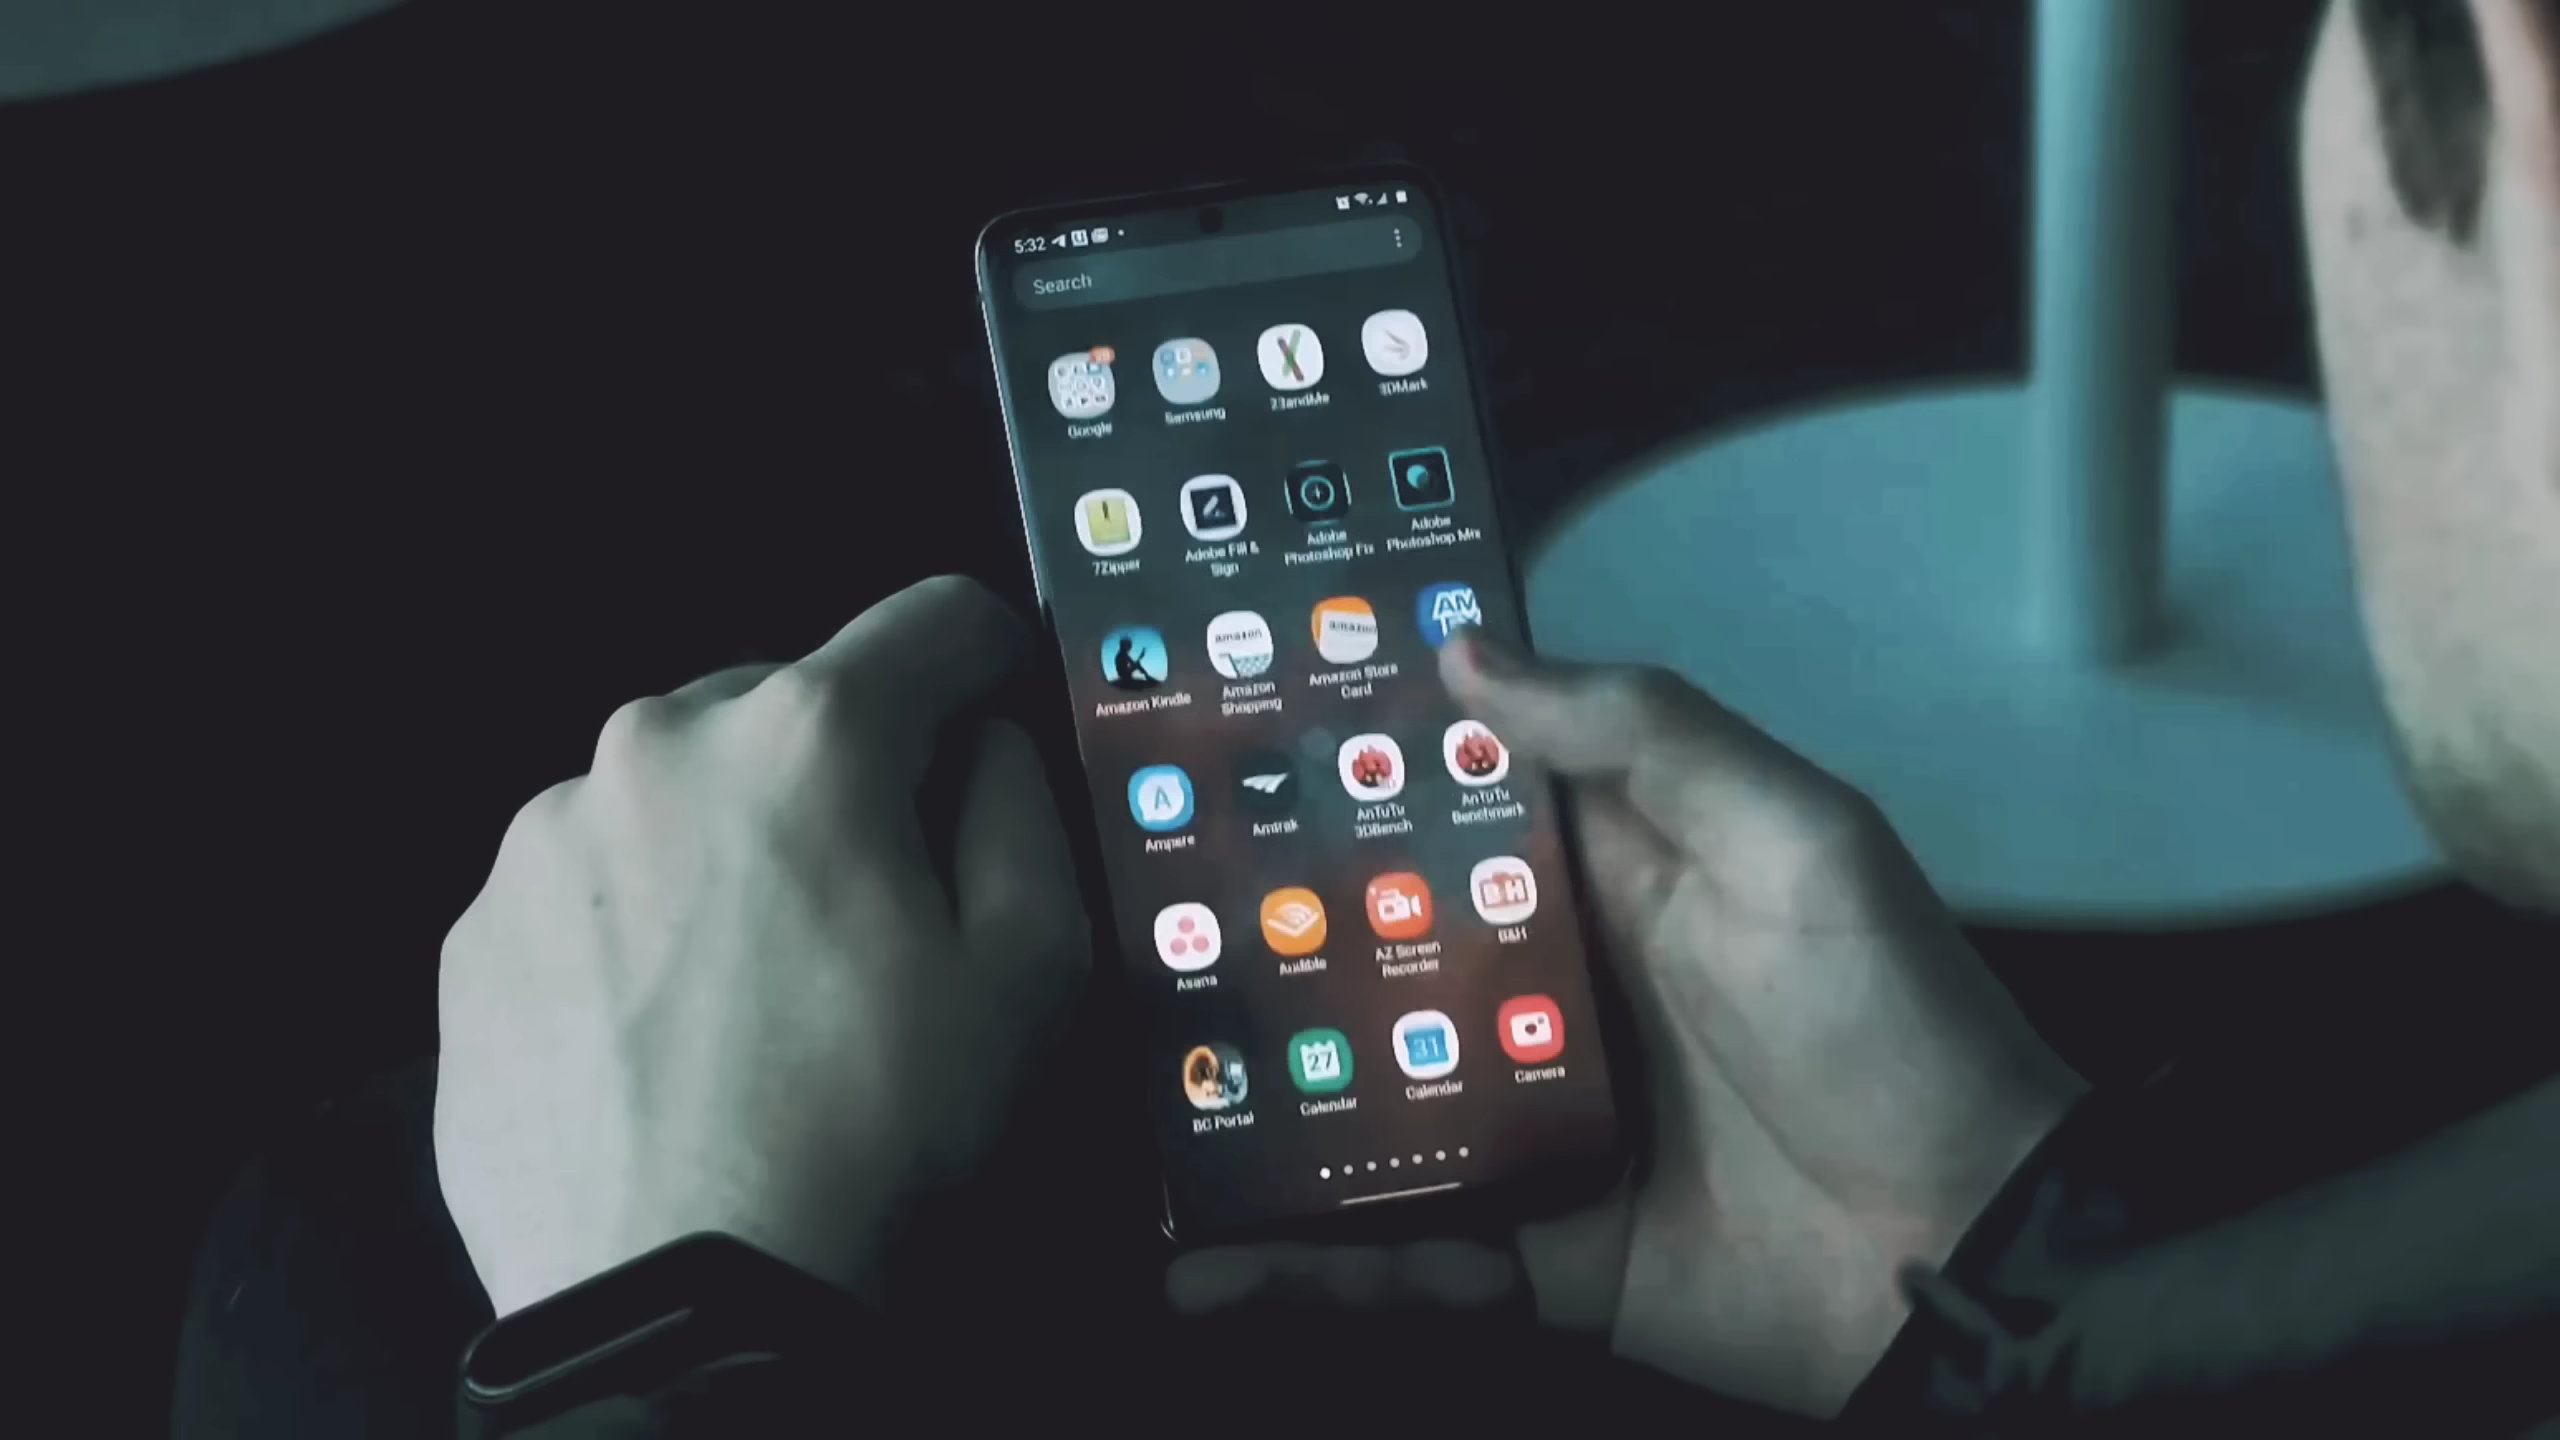 5:32
Search
Google Samsung 23andMe 3DMark
7Zipper Adobe Fill & Sign Adobe Photoshop Fix Adobe Photoshop Mix
amazon amazon AM
Amazon Kindle Amazon Shopping Amazon Store Card
A
Ampere Amtrak AnTuTu 3DBench AnTuTu Benchmark
B&H
Asana Audible AZ Screen Recorder B&H
27 31
BC Portal Calendar Calendar Camera